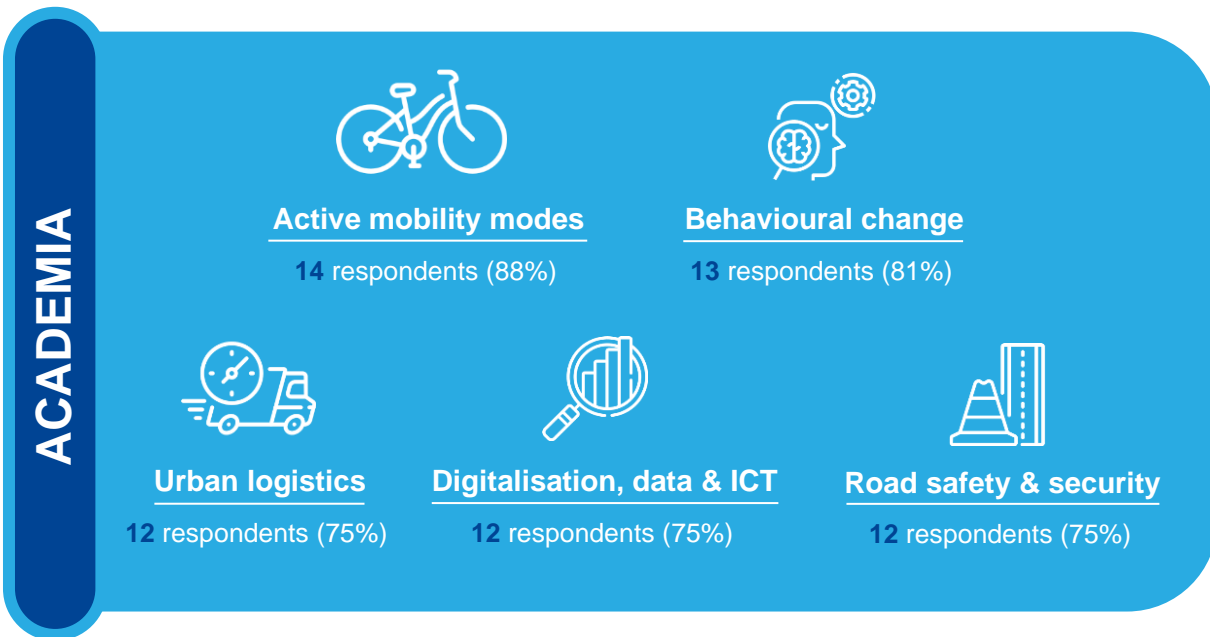 ACADEMIA
Active mobility modes
14 respondents (88%)
Behavioural change
13 respondents (81%)
Urban logistics
12 respondents (75%)
Digitalisation, data & ICT
12 respondents (75%)
Road safety & security
12 respondents (75%)